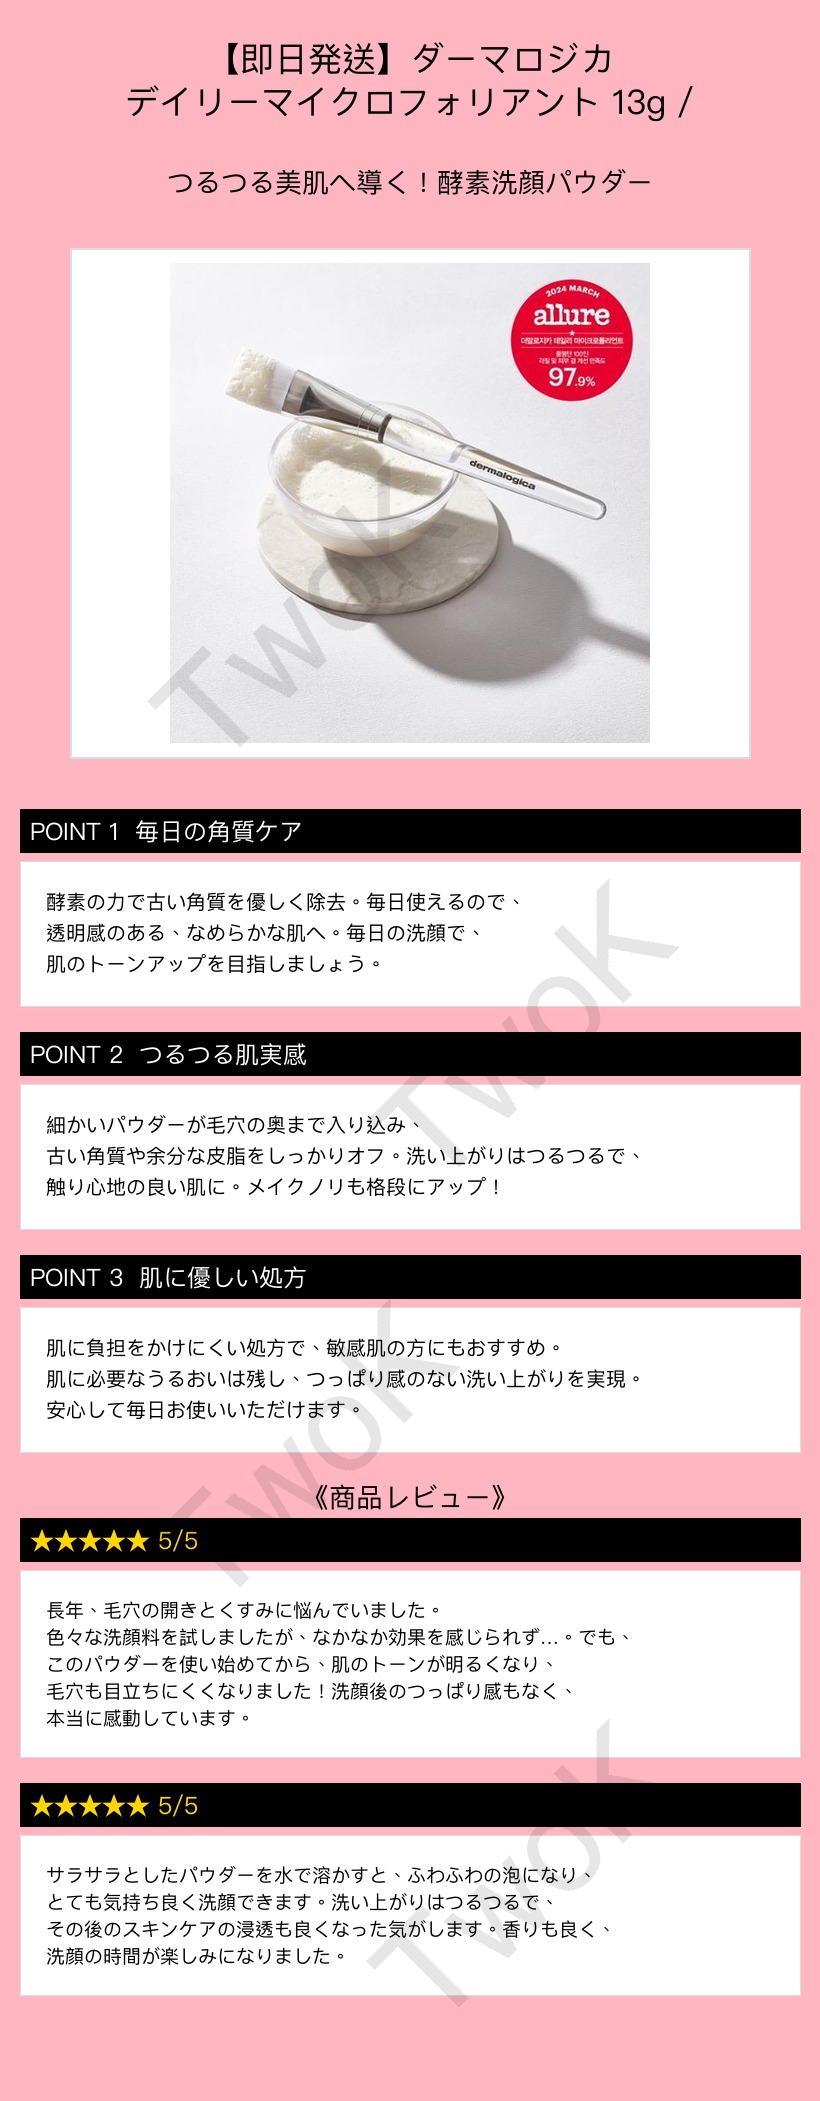 【即日発送】ダーマロジカ
デイリーマイクロフォリアント 13g /
つるつる美肌へ導く！酵素洗顔パウダー
2024 MARCH
allure
더말로지카 데일리 마이크로폴리언트
품평단 100인
각질 및 피부 결 개선 만족도
97.9%
dermalogica
TwoK
POINT 1 毎日の角質ケア
酵素の力で古い角質を優しく除去。毎日使えるので、
透明感のある、なめらかな肌へ。毎日の洗顔で、
肌のトーンアップを目指しましょう。
TwoK
POINT 2 つるつる肌実感
細かいパウダーが毛穴の奥まで入り込み、
古い角質や余分な皮脂をしっかりオフ。洗い上がりはつるつるで、
触り心地の良い肌に。メイクノリも格段にアップ！
POINT 3 肌に優しい処方
肌に負担をかけにくい処方で、敏感肌の方にもおすすめ。
肌に必要なうるおいは残し、つっぱり感のない洗い上がりを実現。
安心して毎日お使いいただけます。
TwoK
《商品レビュー》
★★★★★ 5/5
長年、毛穴の開きとくすみに悩んでいました。
色々な洗顔料を試しましたが、なかなか効果を感じられず…。でも、
このパウダーを使い始めてから、肌のトーンが明るくなり、
毛穴も目立ちにくくなりました！洗顔後のつっぱり感もなく、
本当に感動しています。
★★★★★ 5/5
サラサラとしたパウダーを水で溶かすと、ふわふわの泡になり、
とても気持ち良く洗顔できます。洗い上がりはつるつるで、
その後のスキンケアの浸透も良くなった気がします。香りも良く、
洗顔の時間が楽しみになりました。
TwoK